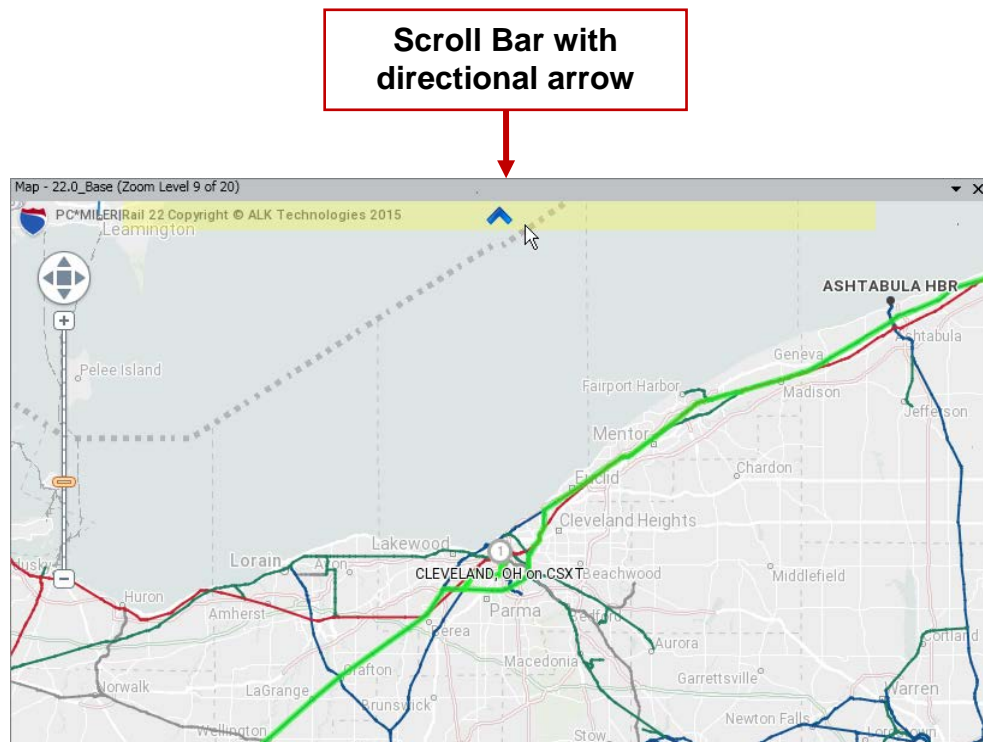 Scroll Bar with
directional arrow
Map - 22.0_Base (Zoom Level 9 of 20)
PC*MILER|Rail 22 Copyright © ALK Technologies 2015
Leamington
ASHTABULA HBR
Ashtabula
Geneva
Pelee Island
Fairport Harbor
Madison
Jefferson
Mentor
Chardon
Euclid
Cleveland Heights
Lakewood
1
Lorain
Avon
CLEVELAND, OH on CSXT
Beachwood
Middlefield
Huron
Amherst
Parma
Bedford
Berea
Aurora
Cortland
Macedonia
Grafton
Garrettsville
Norwalk
LaGrange
Brunswick
Warren
Newton Falls
Wellington
Stow